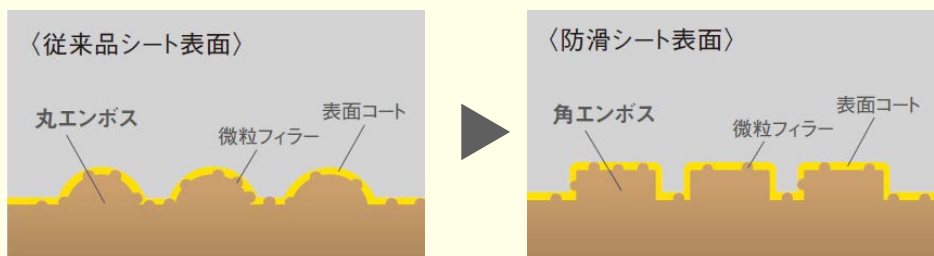 〈従来品シート表面〉
丸エンボス
微粒フィラー
表面コート
〈防滑シート表面〉
角エンボス
微粒フィラー
表面コート